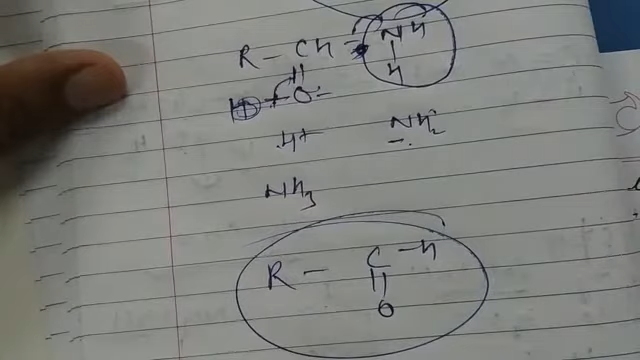 R - CH - NH
H
H - O:
H+ NH2
NH3
R - C - H
O